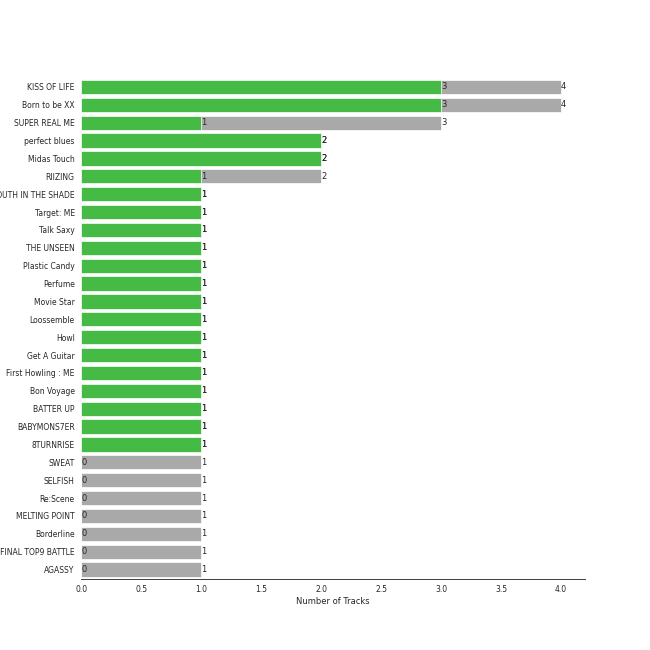 KISS OF LIFE 3 4
Born to be XX 3 4
SUPER REAL ME 1 3
perfect blues 2
Midas Touch 2
RIIZING 1 2
OUTH IN THE SHADE 1
Target: ME 1
Talk Saxy 1
THE UNSEEN 1
Plastic Candy 1
Perfume 1
Movie Star 1
Loossemble 1
Howl 1
Get A Guitar 1
First Howling : ME 1
Bon Voyage 1
BATTER UP 1
BABYMONS7ER 1
8TURNRISE 1
SWEAT 0 1
SELFISH 0 1
Re:Scene 0 1
MELTING POINT 0 1
Borderline 0 1
FINAL TOP9 BATTLE 0 1
AGASSY 0 1
0.0 0.5 1.0 1.5 2.0 2.5 3.0 3.5 4.0
Number of Tracks